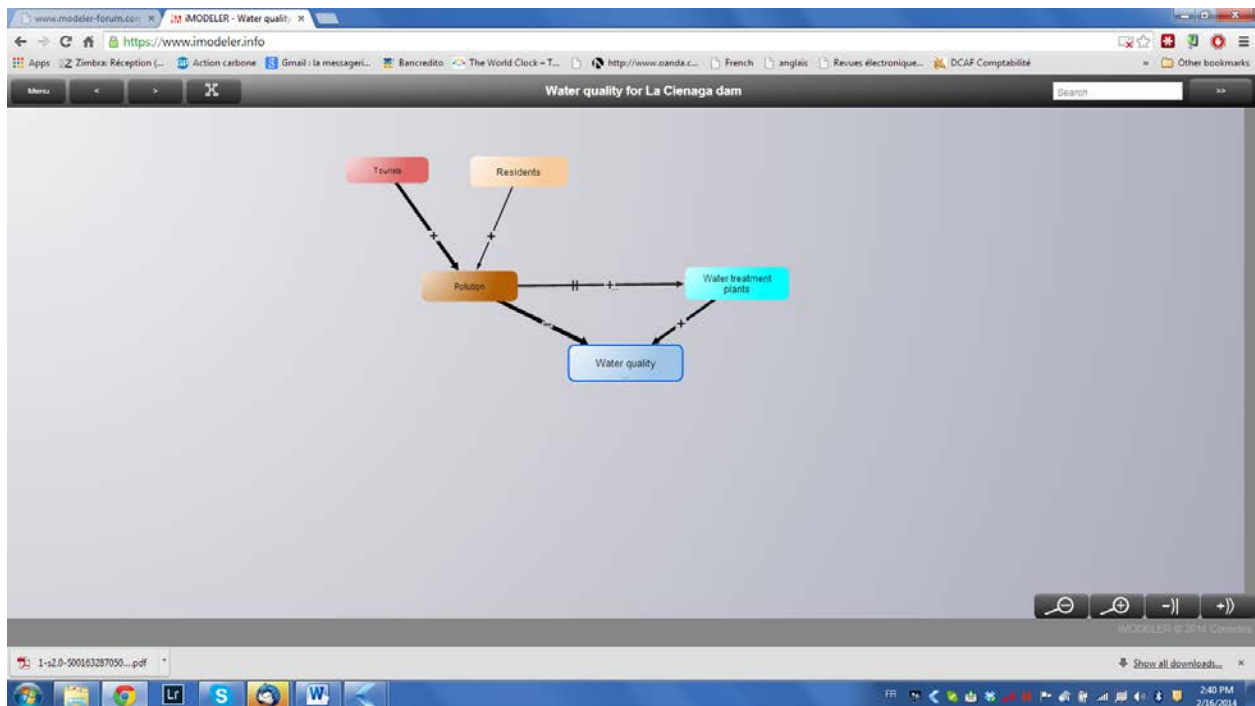 www.modeler-forum.com
iMODELER - Water quality
https://www.imodeler.info
Apps
Zimbra: Réception (...
Action carbone
Gmail : la messageri...
Bancredito
The World Clock – T...
http://www.oanda.c...
French
anglais
Revues électronique...
DCAF Comptabilité
»
Other bookmarks
Menu
<
>
Water quality for La Cienaga dam
Search
>>
Tourists
Residents
+
+
Polution
||
+...
Water treatment
plants
-
+
Water quality
...
-)|
+))
iMODELER © 2014 Consideo
1-s2.0-S00163287050....pdf
Show all downloads...
Lr
S
W
FR
2:40 PM
2/16/2014